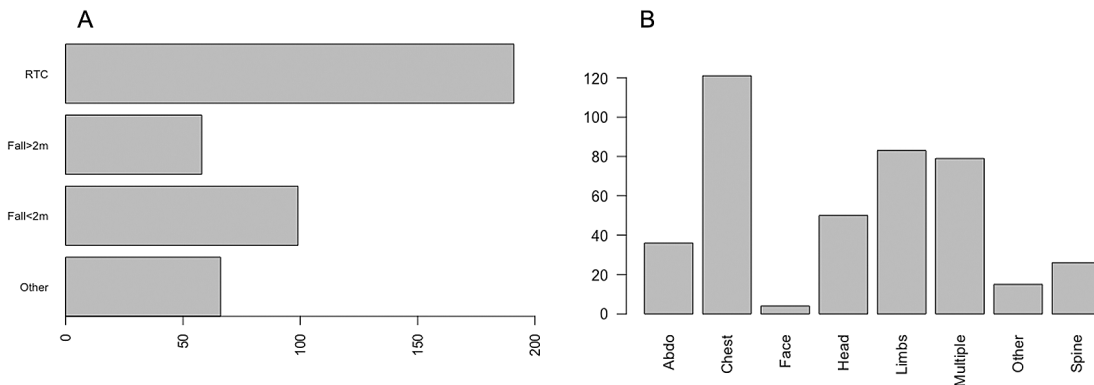 A
RTC
Fall>2m
Fall<2m
Other
0 50 100 150 200
B
120
100
80
60
40
20
0
Abdo Chest Face Head Limbs Multiple Other Spine